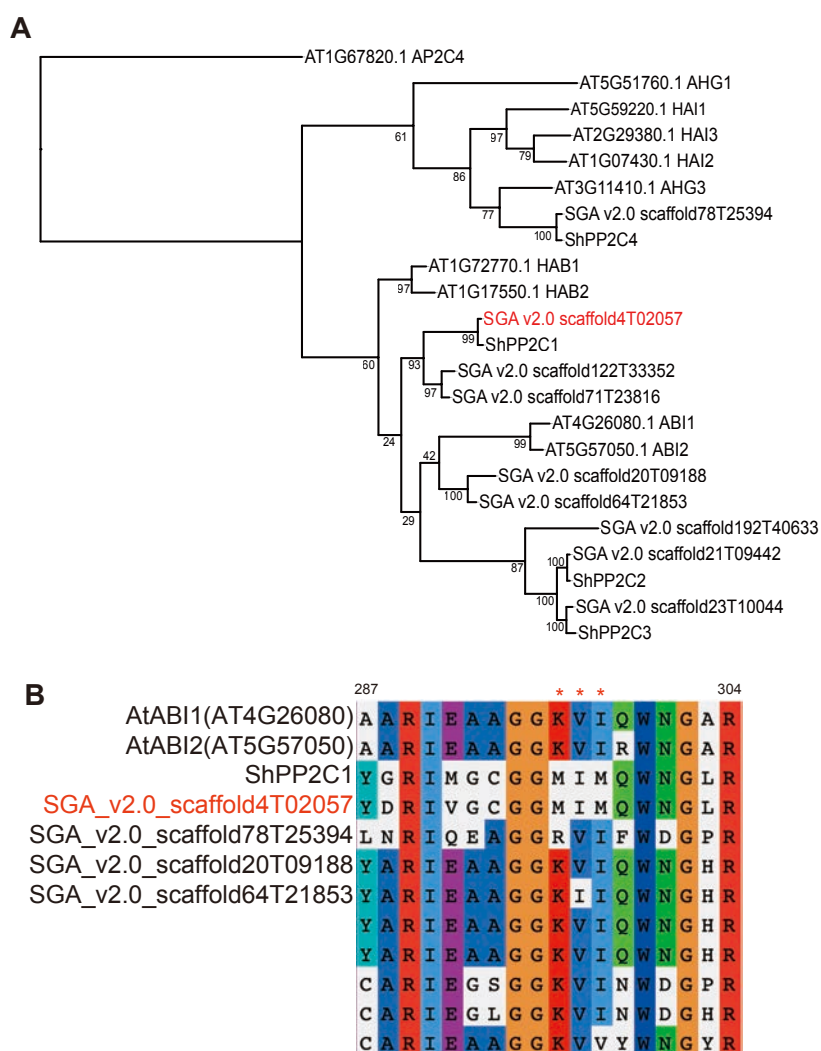 A
AT1G67820.1 AP2C4
AT5G51760.1 AHG1
AT5G59220.1 HAI1
61
97
AT2G29380.1 HAI3
79
AT1G07430.1 HAI2
86
AT3G11410.1 AHG3
77
SGA v2.0 scaffold78T25394
100
ShPP2C4
AT1G72770.1 HAB1
97
AT1G17550.1 HAB2
SGA v2.0 scaffold4T02057
99
ShPP2C1
60
93
SGA v2.0 scaffold122T33352
97
SGA v2.0 scaffold71T23816
AT4G26080.1 ABI1
24
99
AT5G57050.1 ABI2
42
SGA v2.0 scaffold20T09188
100
SGA v2.0 scaffold64T21853
29
SGA v2.0 scaffold192T40633
87
SGA v2.0 scaffold21T09442
100
ShPP2C2
100
SGA v2.0 scaffold23T10044
100
ShPP2C3
B
287 * * * 304
AtABI1(AT4G26080) A A R I E A A G G K V I Q W N G A R
AtABI2(AT5G57050) A A R I E A A G G K V I R W N G A R
ShPP2C1 Y G R I M G C G G M I M Q W N G L R
SGA_v2.0_scaffold4T02057 Y D R I V G C G G M I M Q W N G L R
SGA_v2.0_scaffold78T25394 L N R I Q E A G G R V I F W D G P R
SGA_v2.0_scaffold20T09188 Y A R I E A A G G K V I Q W N G H R
SGA_v2.0_scaffold64T21853 Y A R I E A A G G K I I Q W N G H R
Y A R I E A A G G K V I Q W N G H R
Y A R I E A A G G K V I Q W N G H R
C A R I E G S G G K V I N W D G P R
C A R I E G L G G K V I N W D G H R
C A R I E A A G G K V V Y W N G Y R